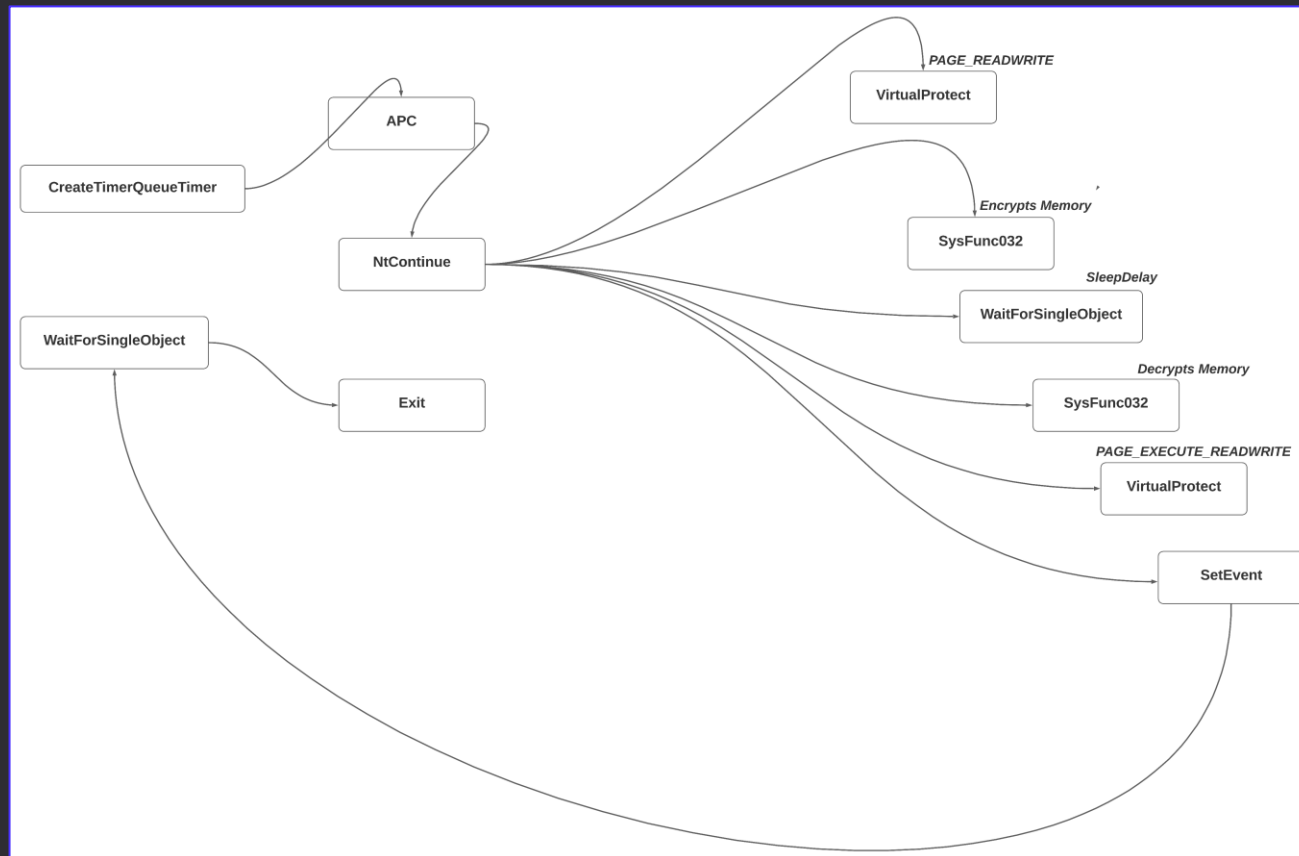 PAGE_READWRITE
VirtualProtect
APC
CreateTimerQueueTimer
Encrypts Memory
SysFunc032
NtContinue
SleepDelay
WaitForSingleObject
WaitForSingleObject
Decrypts Memory
SysFunc032
Exit
PAGE_EXECUTE_READWRITE
VirtualProtect
SetEvent